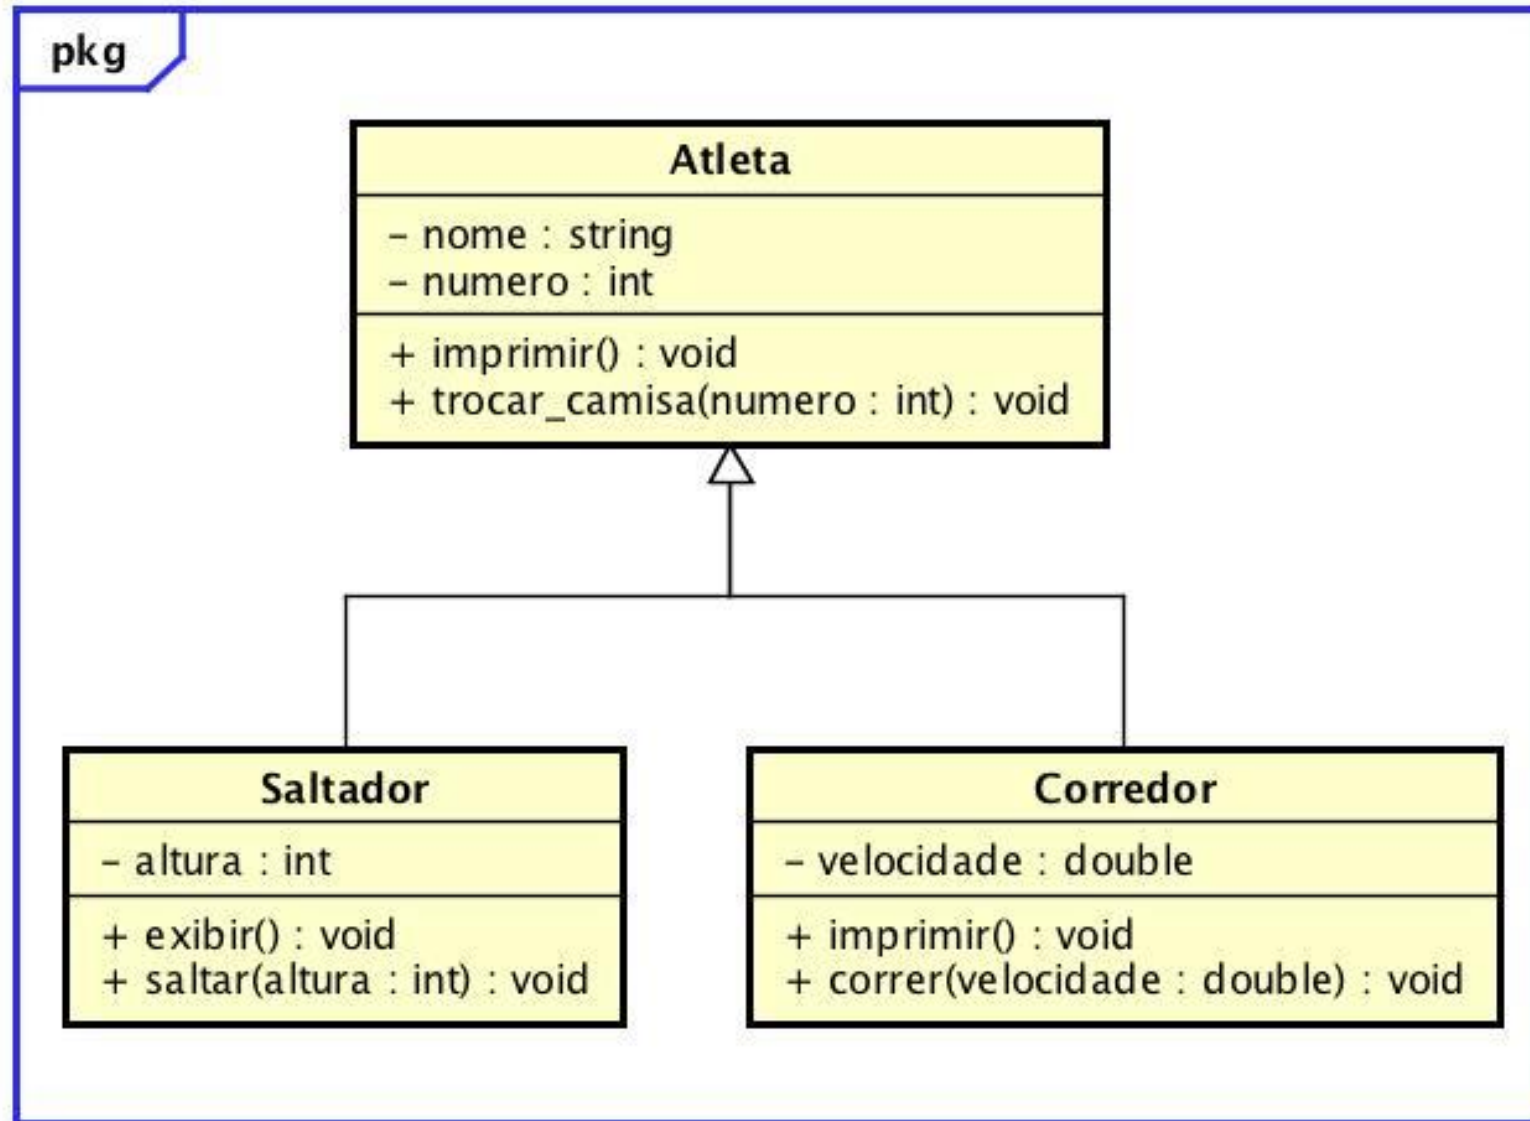 pkg
Atleta
- nome : string
- numero : int
+ imprimir() : void
+ trocar_camisa(numero : int) : void
Saltador
- altura : int
+ exibir() : void
+ saltar(altura : int) : void
Corredor
- velocidade : double
+ imprimir() : void
+ correr(velocidade : double) : void